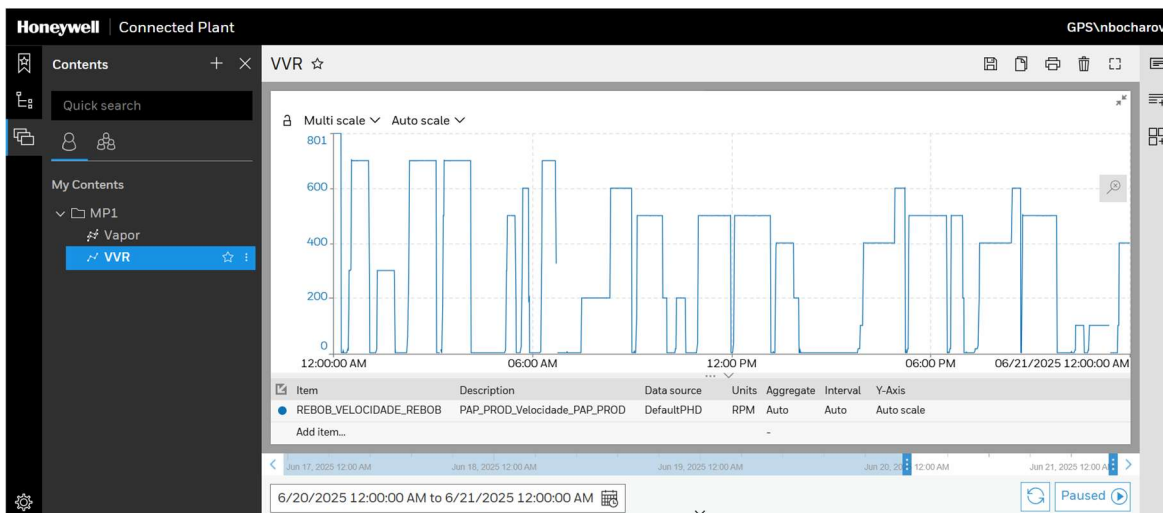 Honeywell | Connected Plant
GPS\nbocharov
Contents
VVR
Quick search
My Contents
MP1
Vapor
VVR
Multi scale Auto scale
801
600
400
200
0
12:00:00 AM 06:00 AM 12:00 PM 06:00 PM 06/21/2025 12:00:00 AM
Item Description Data source Units Aggregate Interval Y-Axis
REBOB_VELOCIDADE_REBOB PAP_PROD_Velocidade_PAP_PROD DefaultPHD RPM Auto Auto Auto scale
Add item... -
Jun 17, 2025 12:00 AM Jun 18, 2025 12:00 AM Jun 19, 2025 12:00 AM Jun 20, 12:00 AM Jun 21, 2025 12:00
6/20/2025 12:00:00 AM to 6/21/2025 12:00:00 AM
Paused